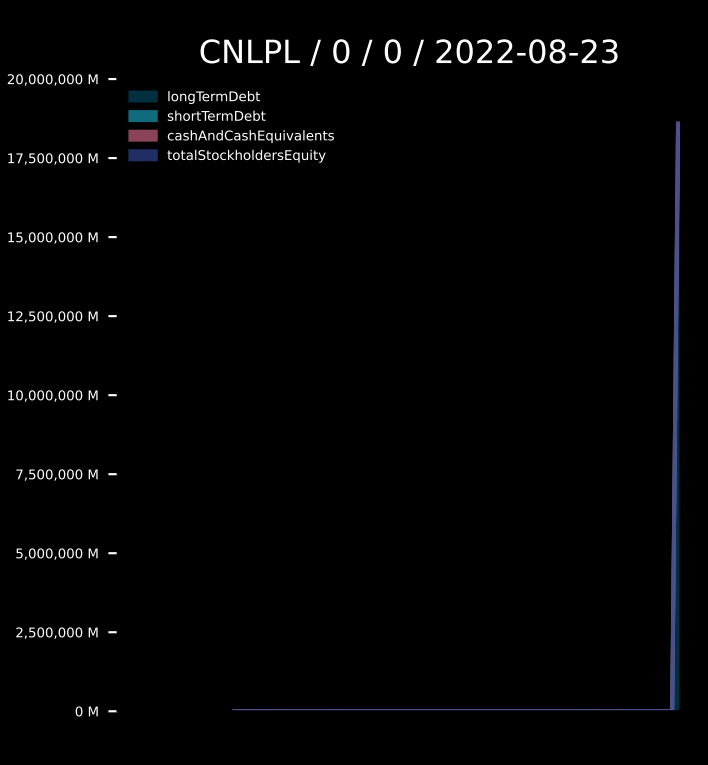 CNLPL / 0 / 0 / 2022-08-23
20,000,000 M
longTermDebt
shortTermDebt
cashAndCashEquivalents
totalStockholdersEquity
17,500,000 M
15,000,000 M
12,500,000 M
10,000,000 M
7,500,000 M
5,000,000 M
2,500,000 M
0 M